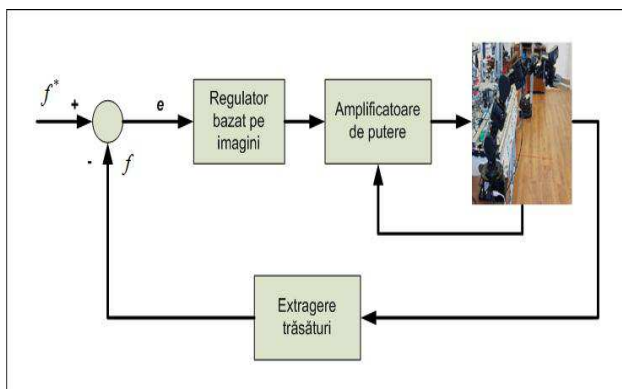 f*
+
e
Regulator
bazat pe
imagini
Amplificatoare
de putere
-
f
Extragere
trăsături